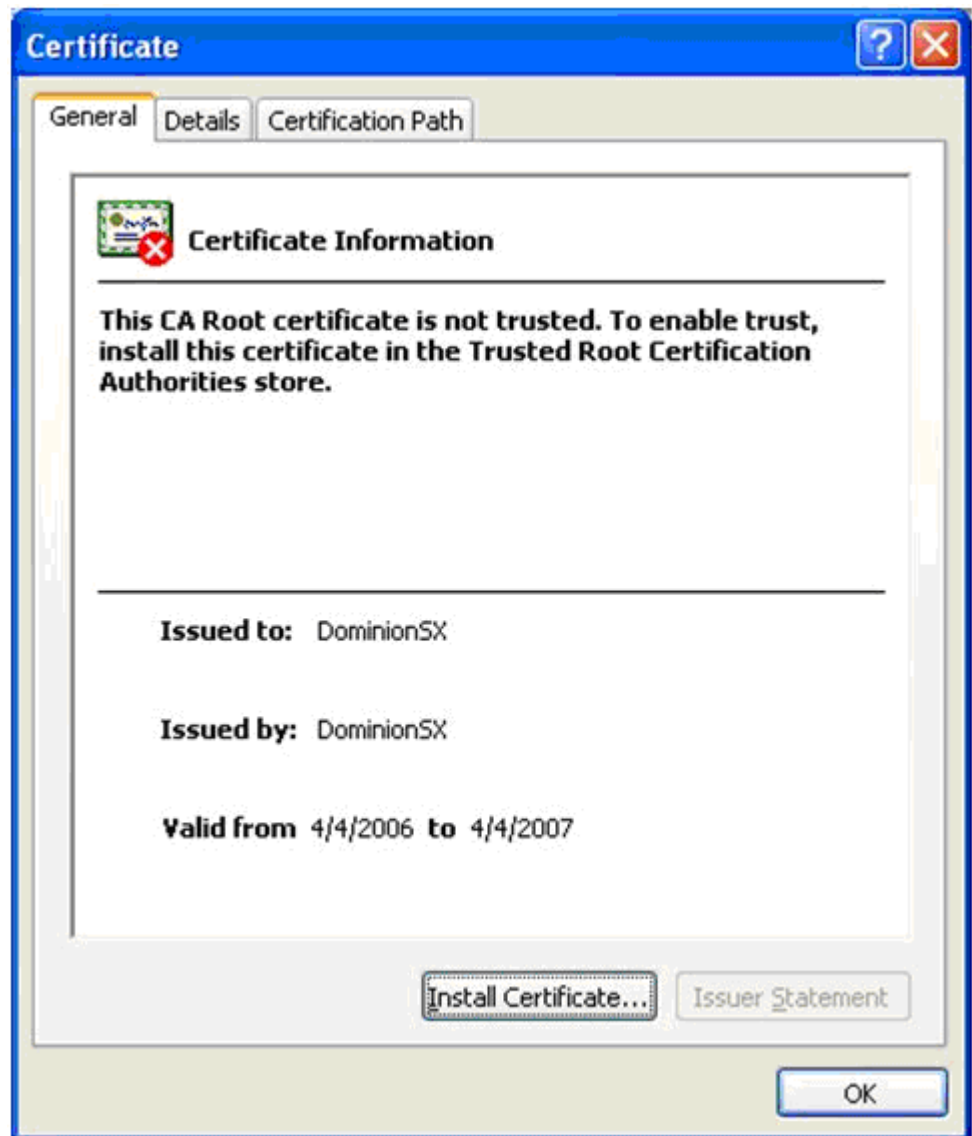 Certificate
General Details Certification Path
Certificate Information
This CA Root certificate is not trusted. To enable trust,
install this certificate in the Trusted Root Certification
Authorities store.
Issued to: DominionSX
Issued by: DominionSX
Valid from 4/4/2006 to 4/4/2007
Install Certificate... Issuer Statement
OK